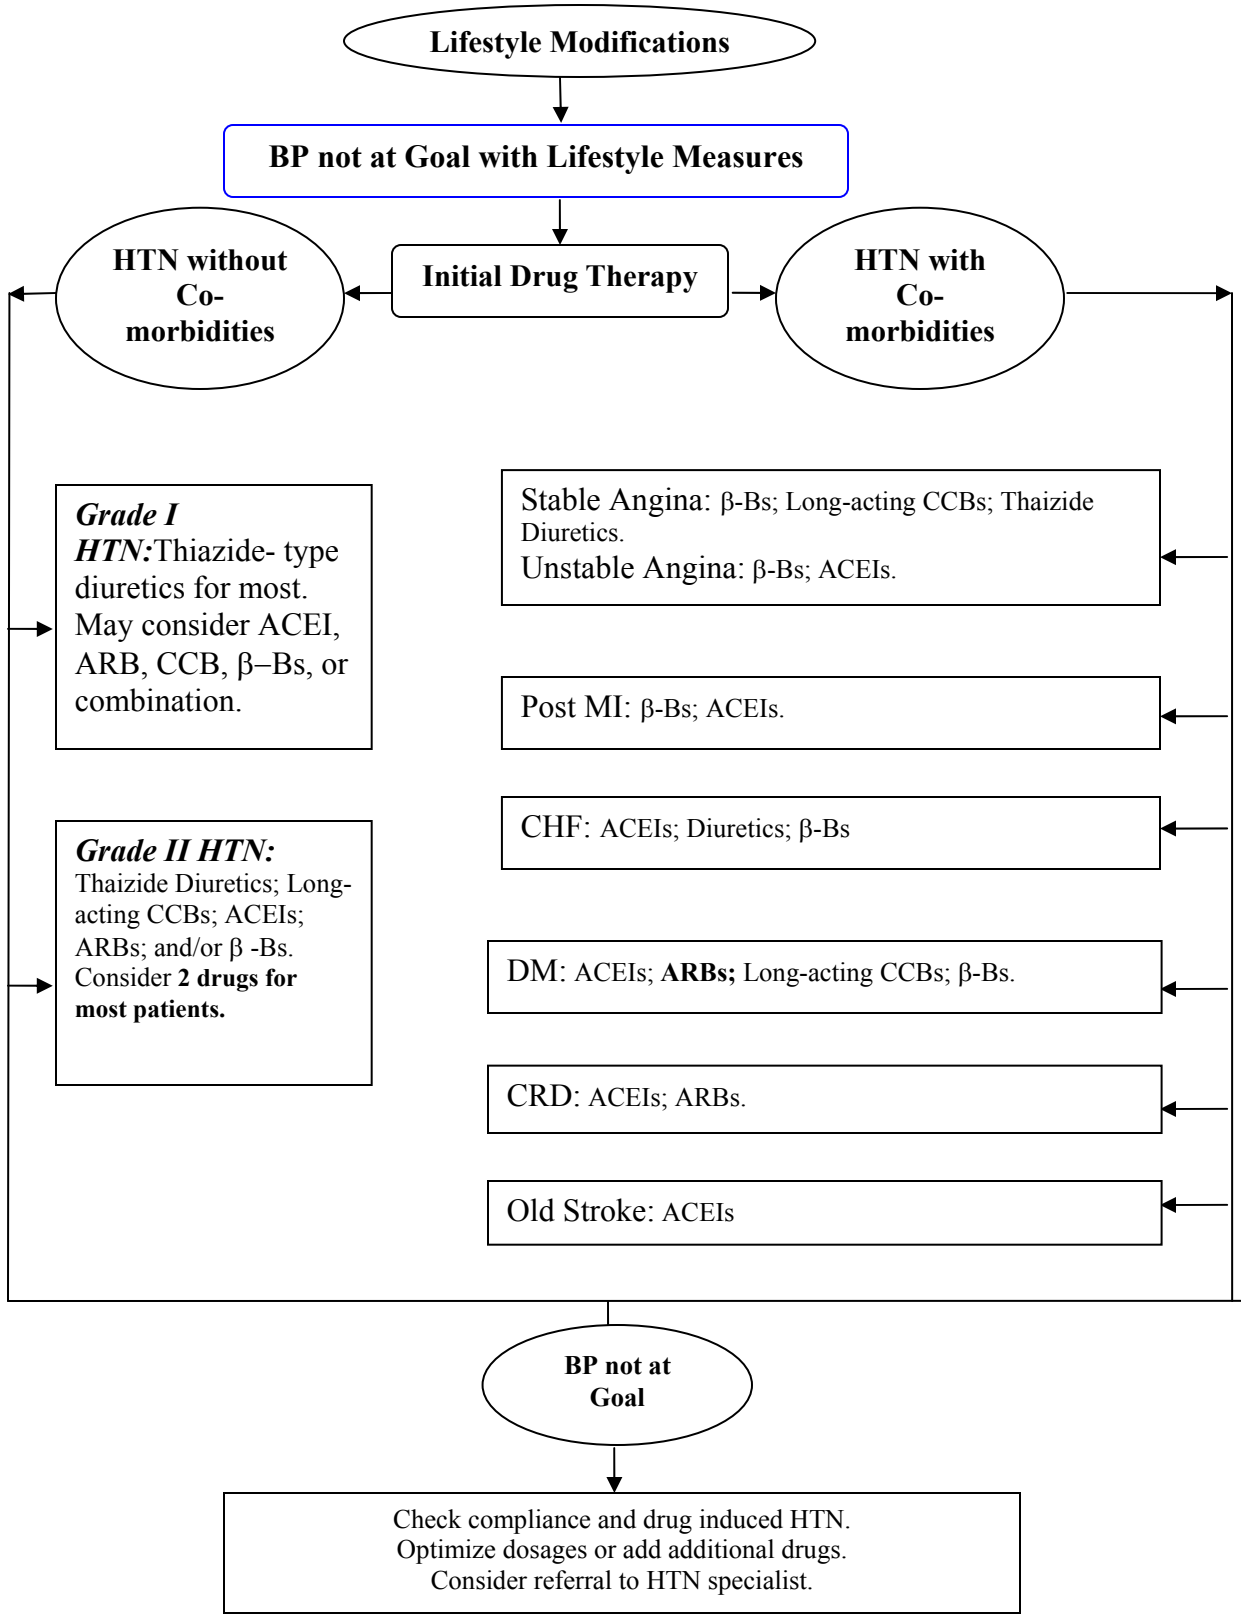 Lifestyle Modifications
BP not at Goal with Lifestyle Measures
HTN without
Co-
morbidities
Initial Drug Therapy
HTN with
Co-
morbidities
Grade I
HTN:Thiazide- type
diuretics for most.
May consider ACEI,
ARB, CCB, β–Bs, or
combination.
Grade II HTN:
Thaizide Diuretics; Long-
acting CCBs; ACEIs;
ARBs; and/or β -Bs.
Consider 2 drugs for
most patients.
Stable Angina: β-Bs; Long-acting CCBs; Thaizide
Diuretics.
Unstable Angina: β-Bs; ACEIs.
Post MI: β-Bs; ACEIs.
CHF: ACEIs; Diuretics; β-Bs
DM: ACEIs; ARBs; Long-acting CCBs; β-Bs.
CRD: ACEIs; ARBs.
Old Stroke: ACEIs
BP not at
Goal
Check compliance and drug induced HTN.
Optimize dosages or add additional drugs.
Consider referral to HTN specialist.